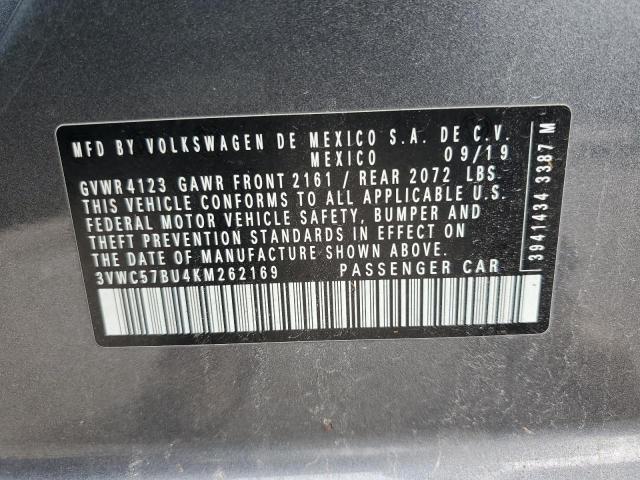 MFD BY VOLKSWAGEN DE MEXICO S.A. DE C.V.
MEXICO 09/19
GVWR 4123 GAWR FRONT 2161 / REAR 2072 LBS
THIS VEHICLE CONFORMS TO ALL APPLICABLE U.S.
FEDERAL MOTOR VEHICLE SAFETY, BUMPER AND
THEFT PREVENTION STANDARDS IN EFFECT ON
THE DATE OF MANUFACTURE SHOWN ABOVE.
3VWC57BU4KM262169 PASSENGER CAR
3941434 3387 M